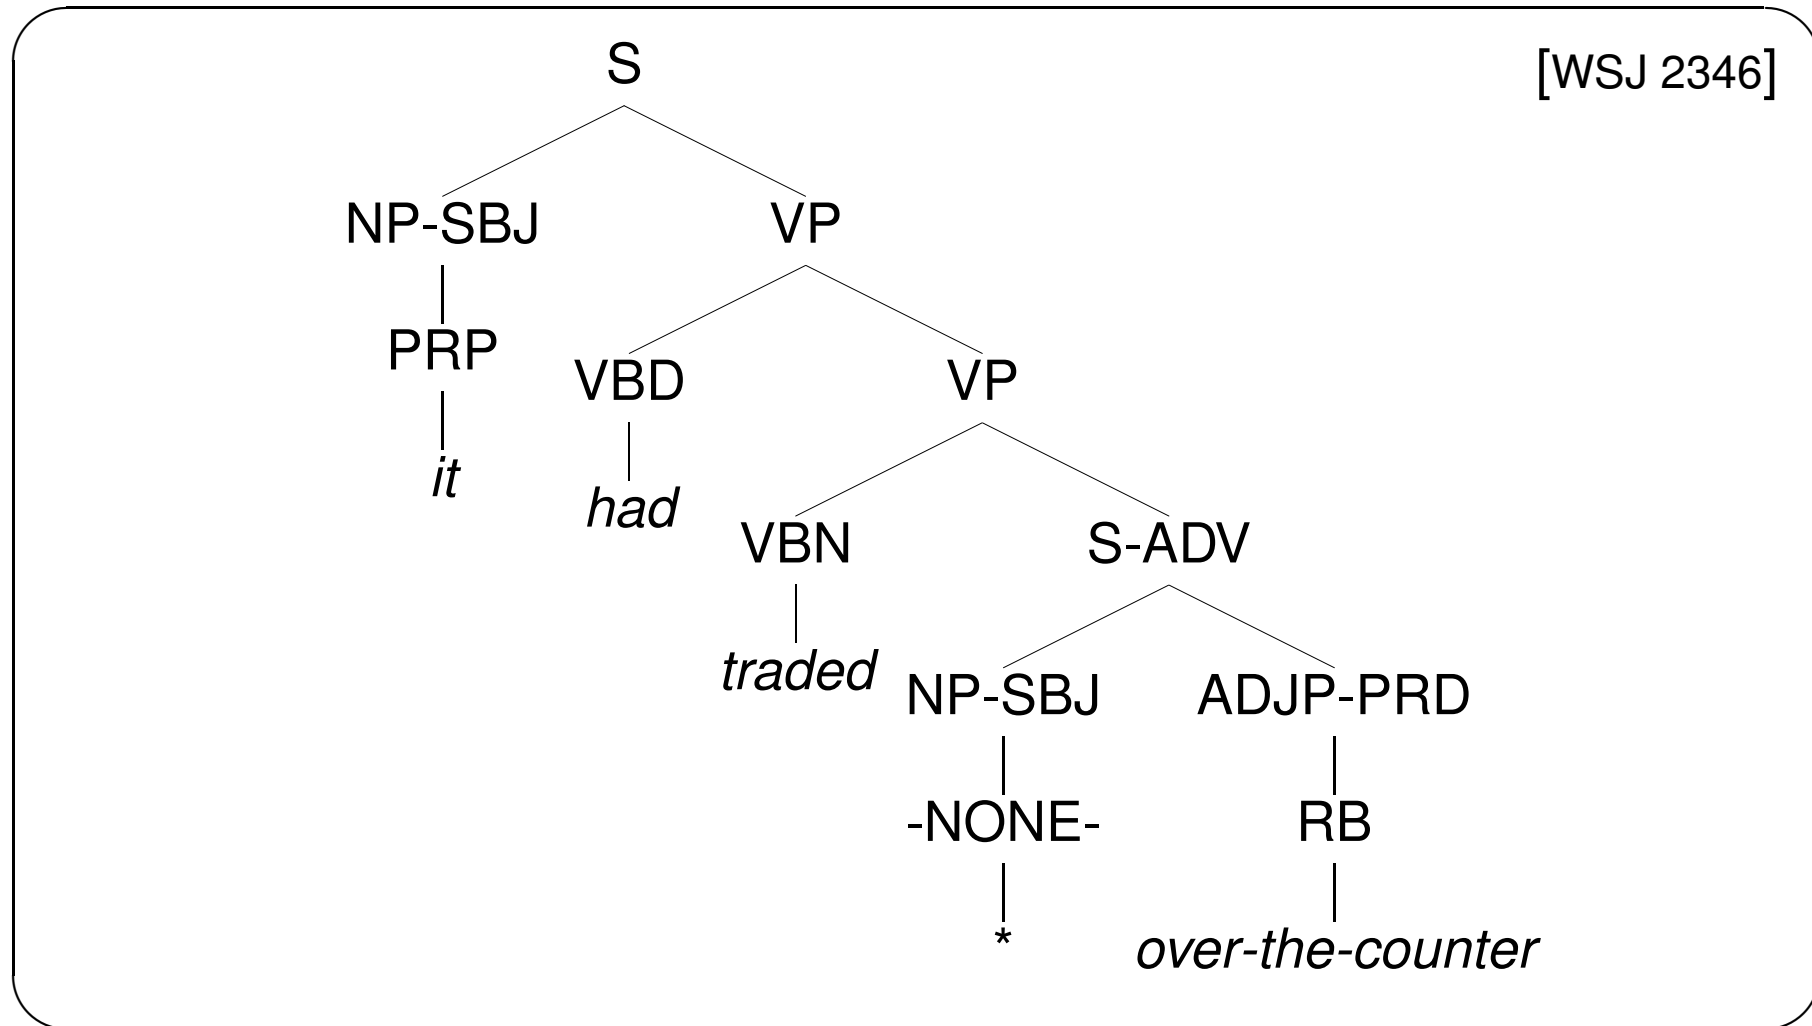 S
[WSJ 2346]
NP-SBJ VP
PRP
VBD VP
it
had
VBN S-ADV
traded
NP-SBJ ADJP-PRD
-NONE- RB
* over-the-counter